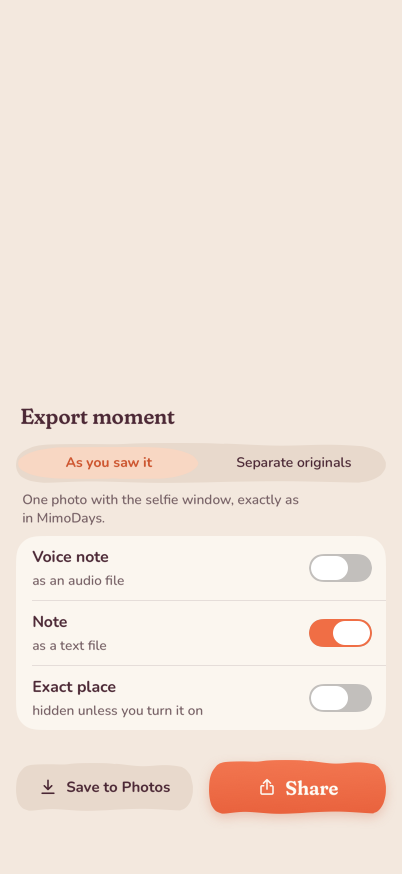 Export moment
As you saw it
Separate originals
One photo with the selfie window, exactly as
in MimoDays.
Voice note
as an audio file
Note
as a text file
Exact place
hidden unless you turn it on
Save to Photos
Share